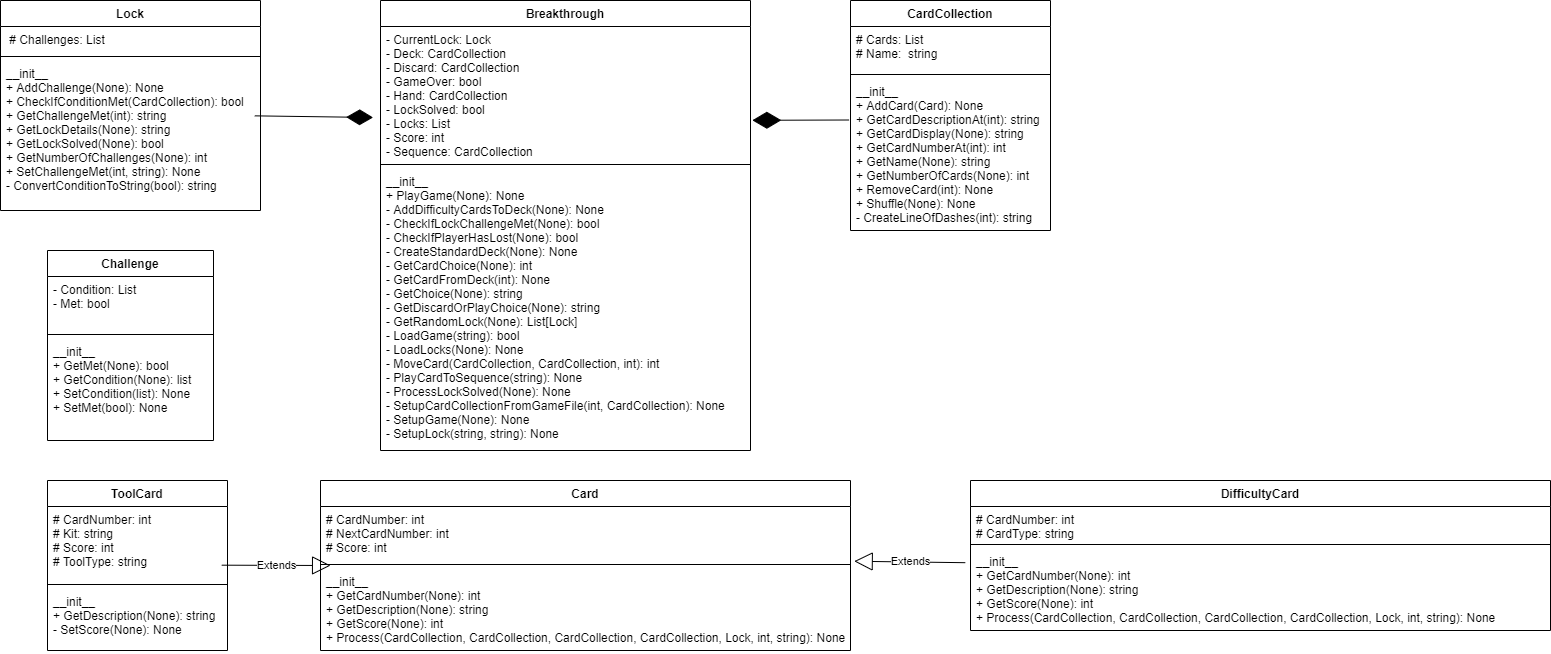 Lock
# Challenges: List
__init__
+ AddChallenge(None): None
+ CheckIfConditionMet(CardCollection): bool
+ GetChallengeMet(int): string
+ GetLockDetails(None): string
+ GetLockSolved(None): bool
+ GetNumberOfChallenges(None): int
+ SetChallengeMet(int, string): None
- ConvertConditionToString(bool): string
Breakthrough
- CurrentLock: Lock
- Deck: CardCollection
- Discard: CardCollection
- GameOver: bool
- Hand: CardCollection
- LockSolved: bool
- Locks: List
- Score: int
- Sequence: CardCollection
__init__
+ PlayGame(None): None
- AddDifficultyCardsToDeck(None): None
- CheckIfLockChallengeMet(None): bool
- CheckIfPlayerHasLost(None): bool
- CreateStandardDeck(None): None
- GetCardChoice(None): int
- GetCardFromDeck(int): None
- GetChoice(None): string
- GetDiscardOrPlayChoice(None): string
- GetRandomLock(None): List[Lock]
- LoadGame(string): bool
- LoadLocks(None): None
- MoveCard(CardCollection, CardCollection, int): int
- PlayCardToSequence(string): None
- ProcessLockSolved(None): None
- SetupCardCollectionFromGameFile(int, CardCollection): None
- SetupGame(None): None
- SetupLock(string, string): None
CardCollection
# Cards: List
# Name:  string
__init__
+ AddCard(Card): None
+ GetCardDescriptionAt(int): string
+ GetCardDisplay(None): string
+ GetCardNumberAt(int): int
+ GetName(None): string
+ GetNumberOfCards(None): int
+ RemoveCard(int): None
+ Shuffle(None): None
- CreateLineOfDashes(int): string
Challenge
- Condition: List
- Met: bool
__init__
+ GetMet(None): bool
+ GetCondition(None): list
+ SetCondition(list): None
+ SetMet(bool): None
ToolCard
# CardNumber: int
# Kit: string
# Score: int
# ToolType: string
__init__
+ GetDescription(None): string
- SetScore(None): None
Extends
Card
# CardNumber: int
# NextCardNumber: int
# Score: int
__init__
+ GetCardNumber(None): int
+ GetDescription(None): string
+ GetScore(None): int
+ Process(CardCollection, CardCollection, CardCollection, CardCollection, Lock, int, string): None
Extends
DifficultyCard
# CardNumber: int
# CardType: string
__init__
+ GetCardNumber(None): int
+ GetDescription(None): string
+ GetScore(None): int
+ Process(CardCollection, CardCollection, CardCollection, CardCollection, Lock, int, string): None